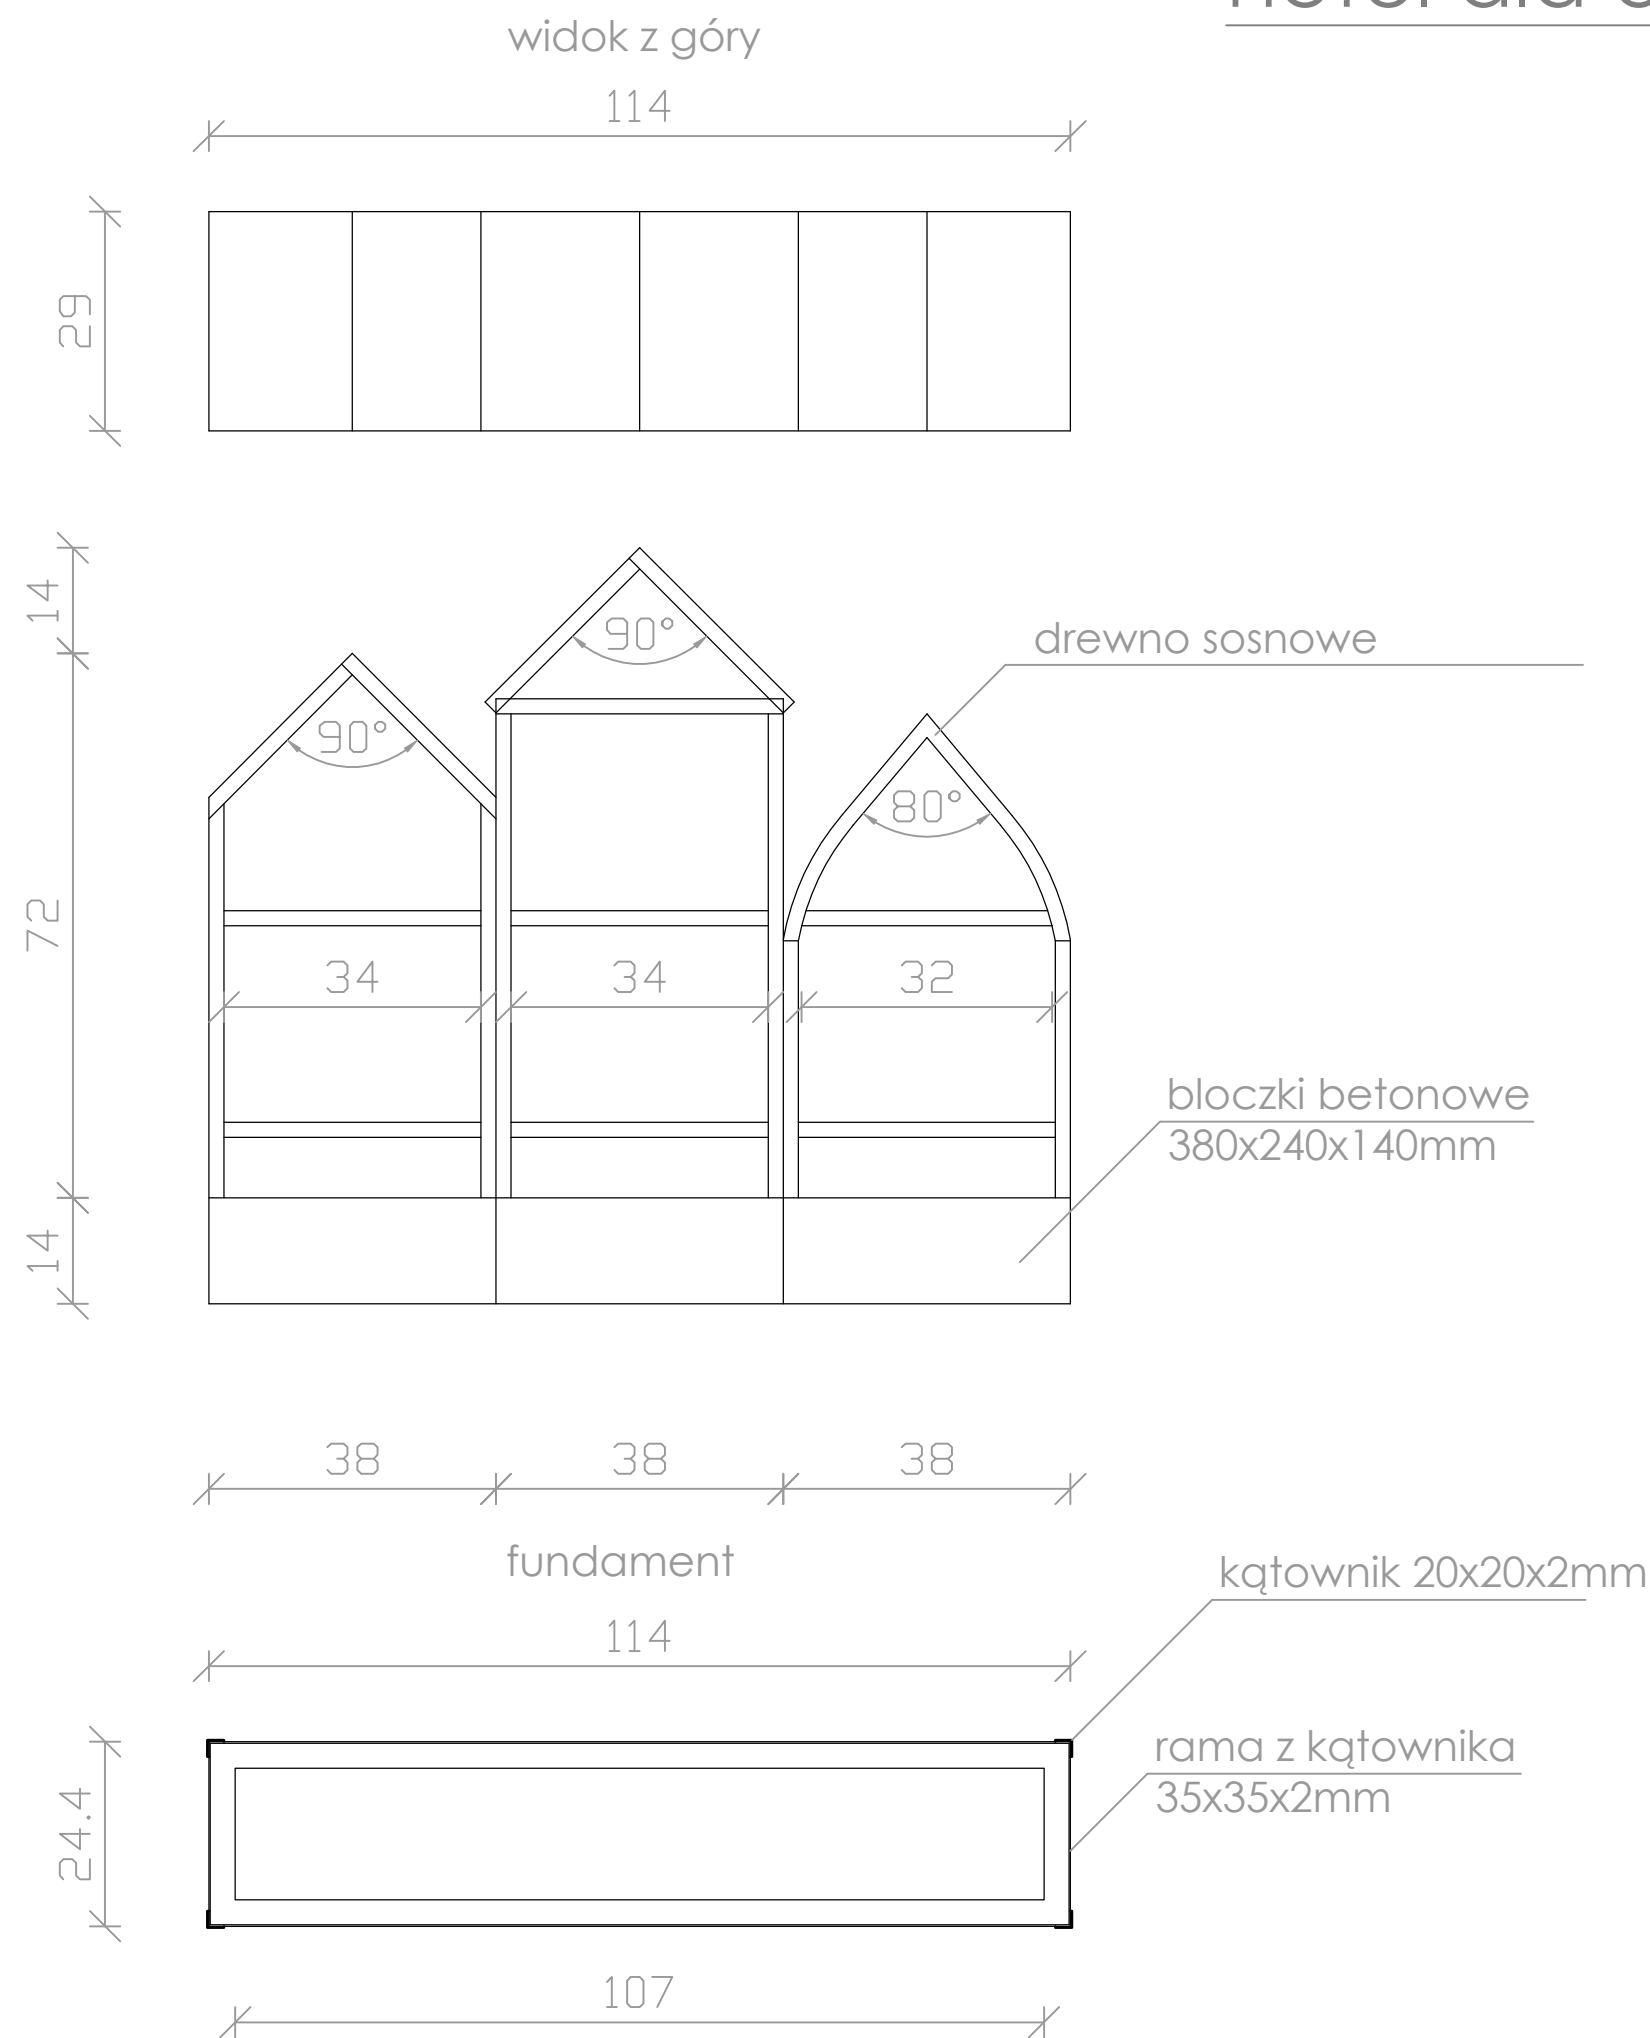 widok z góry
114
29
14
90°
90°
drewno sosnowe
80°
72
34
34
32
bloczki betonowe
380x240x140mm
14
38
38
38
fundament
kątownik 20x20x2mm
114
rama z kątownika
35x35x2mm
24.4
107